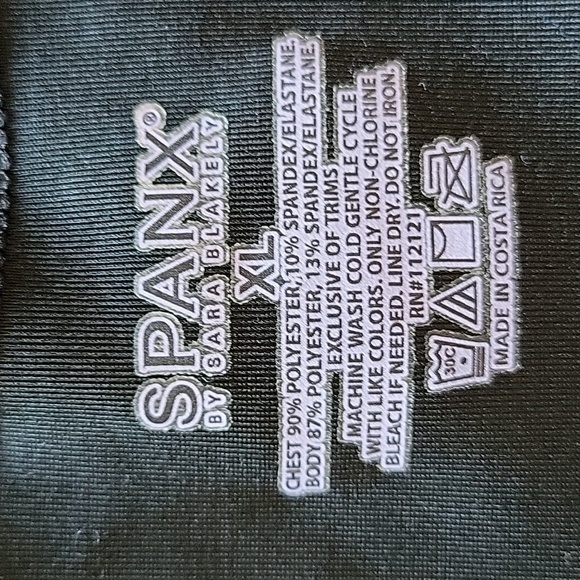 SPANX®
BY SARA BLAKELY
XL
CHEST 90% POLYESTER, 10% SPANDEX/ELASTANE.
BODY 87% POLYESTER, 13% SPANDEX/ELASTANE.
EXCLUSIVE OF TRIMS
MACHINE WASH COLD GENTLE CYCLE
WITH LIKE COLORS. ONLY NON-CHLORINE
BLEACH IF NEEDED. LINE DRY. DO NOT IRON.
RN#112121
30C
MADE IN COSTA RICA